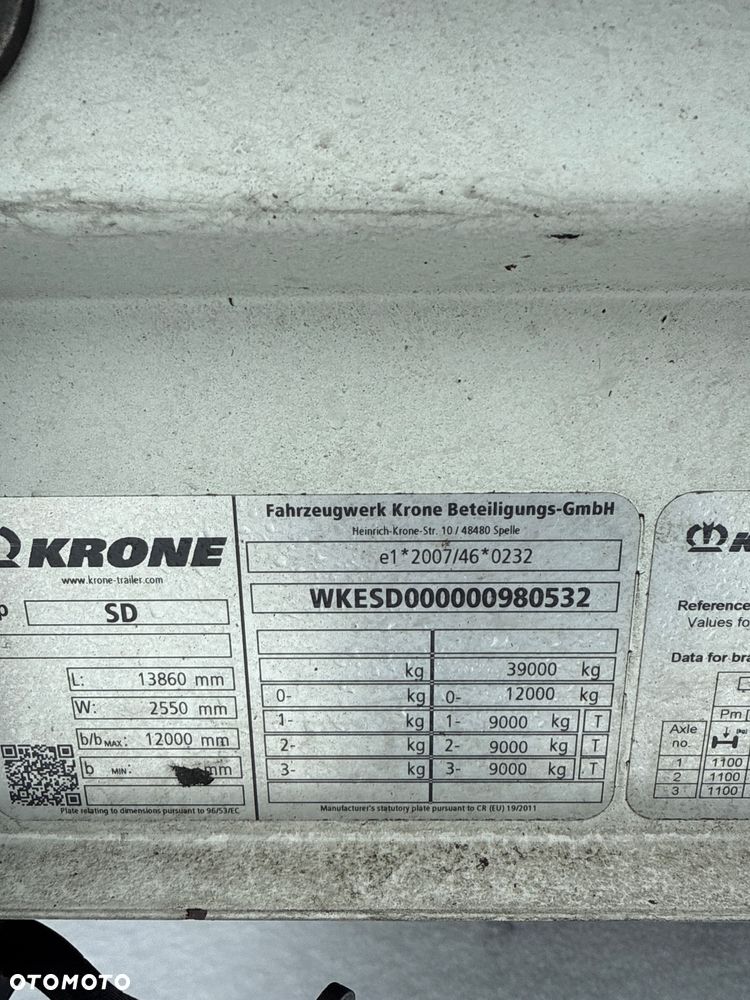 KRONE
www.krone-trailer.com
SD
L: 13860 mm
W: 2550 mm
b/b MAX: 12000 mm
b MIN: mm
Plate relating to dimensions pursuant to 96/53/EC
Fahrzeugwerk Krone Beteiligungs-GmbH
Heinrich-Krone-Str. 10 / 48480 Spelle
e1*2007/46*0232
WKESD000000980532
kg 39000 kg
0- kg 0- 12000 kg
1- kg 1- 9000 kg T
2- kg 2- 9000 kg T
3- kg 3- 9000 kg T
Manufacturer's statutory plate pursuant to CR (EU) 19/2011
Reference
Values fo
Data for bra
Pm
Axle no.
1 1100
2 1100
3 1100
OTOMOTO